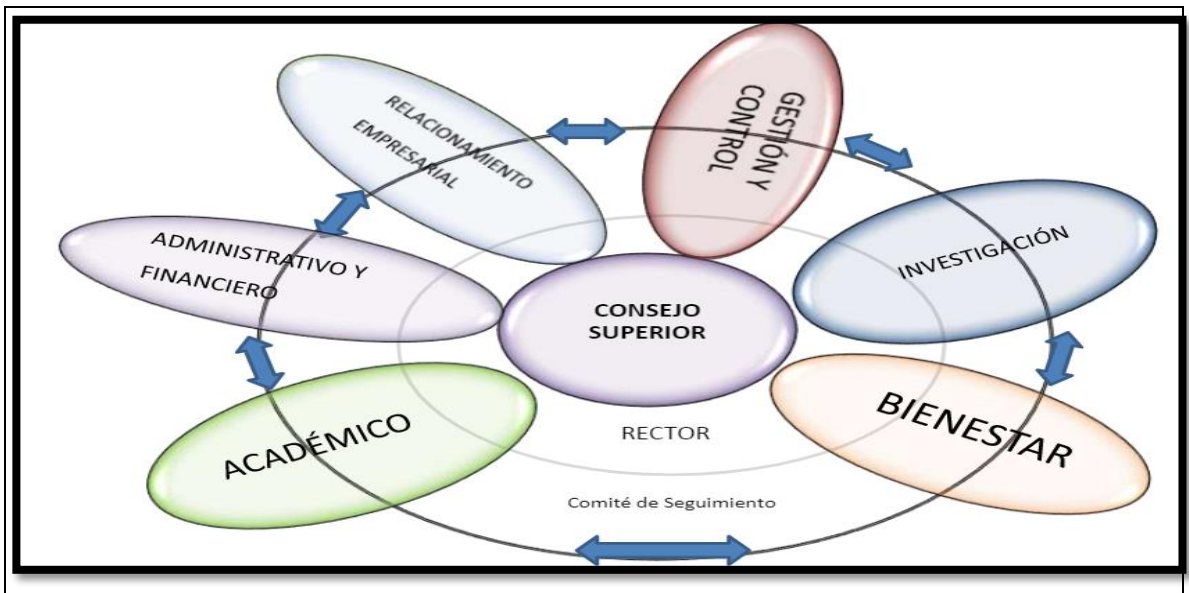 RELACIONAMIENTO
EMPRESARIAL
GESTIÓN Y
CONTROL
ADMINISTRATIVO Y
FINANCIERO
INVESTIGACIÓN
CONSEJO
SUPERIOR
ACADÉMICO
BIENESTAR
RECTOR
Comité de Seguimiento